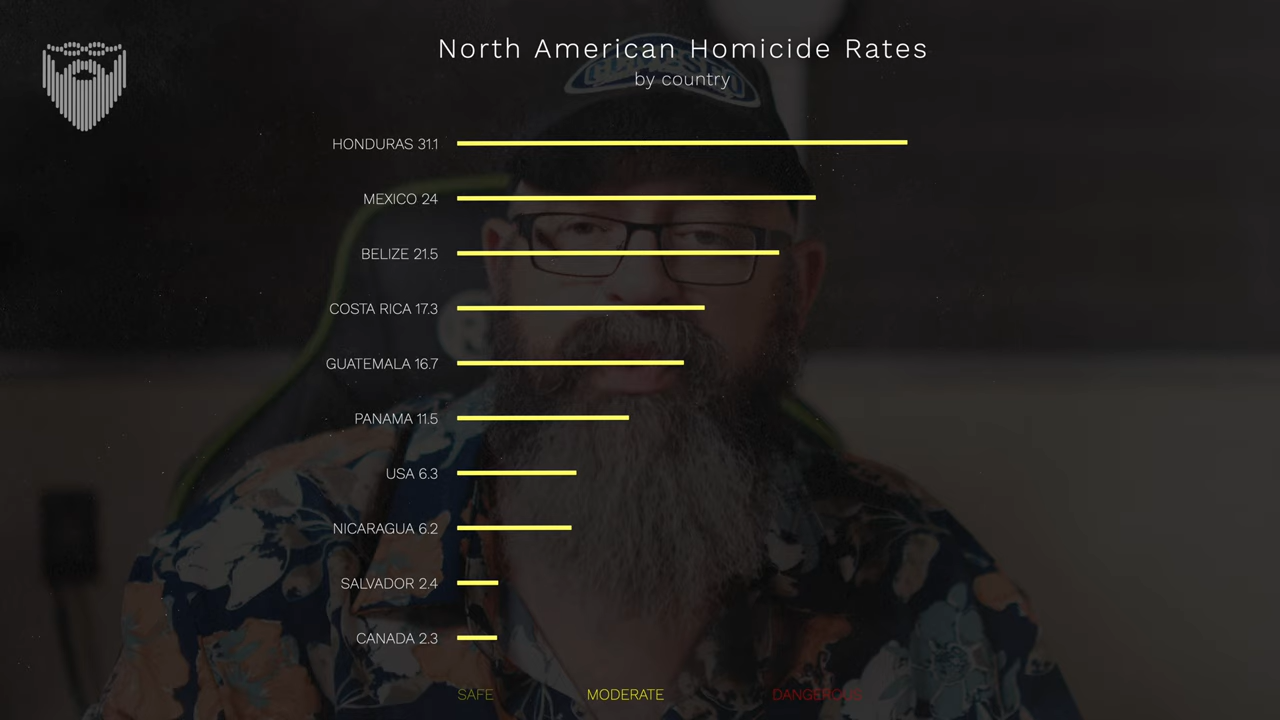 North American Homicide Rates
by country
HONDURAS 31.1
MEXICO 24
BELIZE 21.5
COSTA RICA 17.3
GUATEMALA 16.7
PANAMA 11.5
USA 6.3
NICARAGUA 6.2
SALVADOR 2.4
CANADA 2.3
SAFE MODERATE DANGEROUS